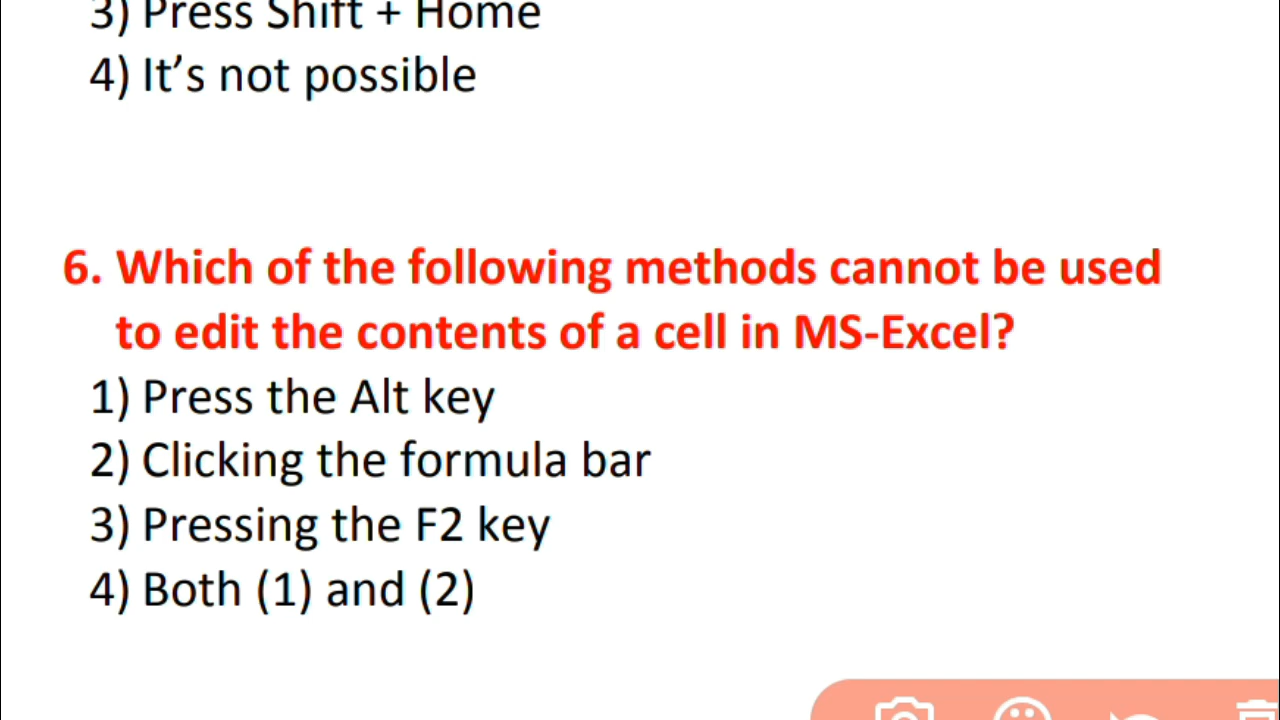 3) Press Shift + Home
4) It’s not possible
6. Which of the following methods cannot be used
to edit the contents of a cell in MS-Excel?
1) Press the Alt key
2) Clicking the formula bar
3) Pressing the F2 key
4) Both (1) and (2)